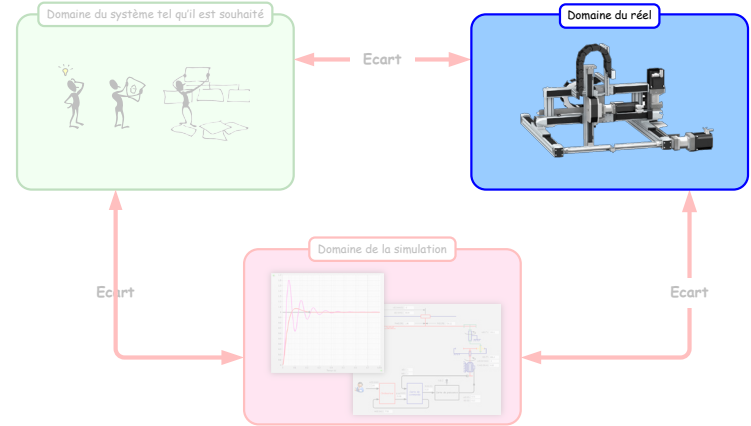 Domaine du système tel qu'il est souhaité
Domaine du réel
Ecart
Ecart
Domaine de la simulation
Ecart